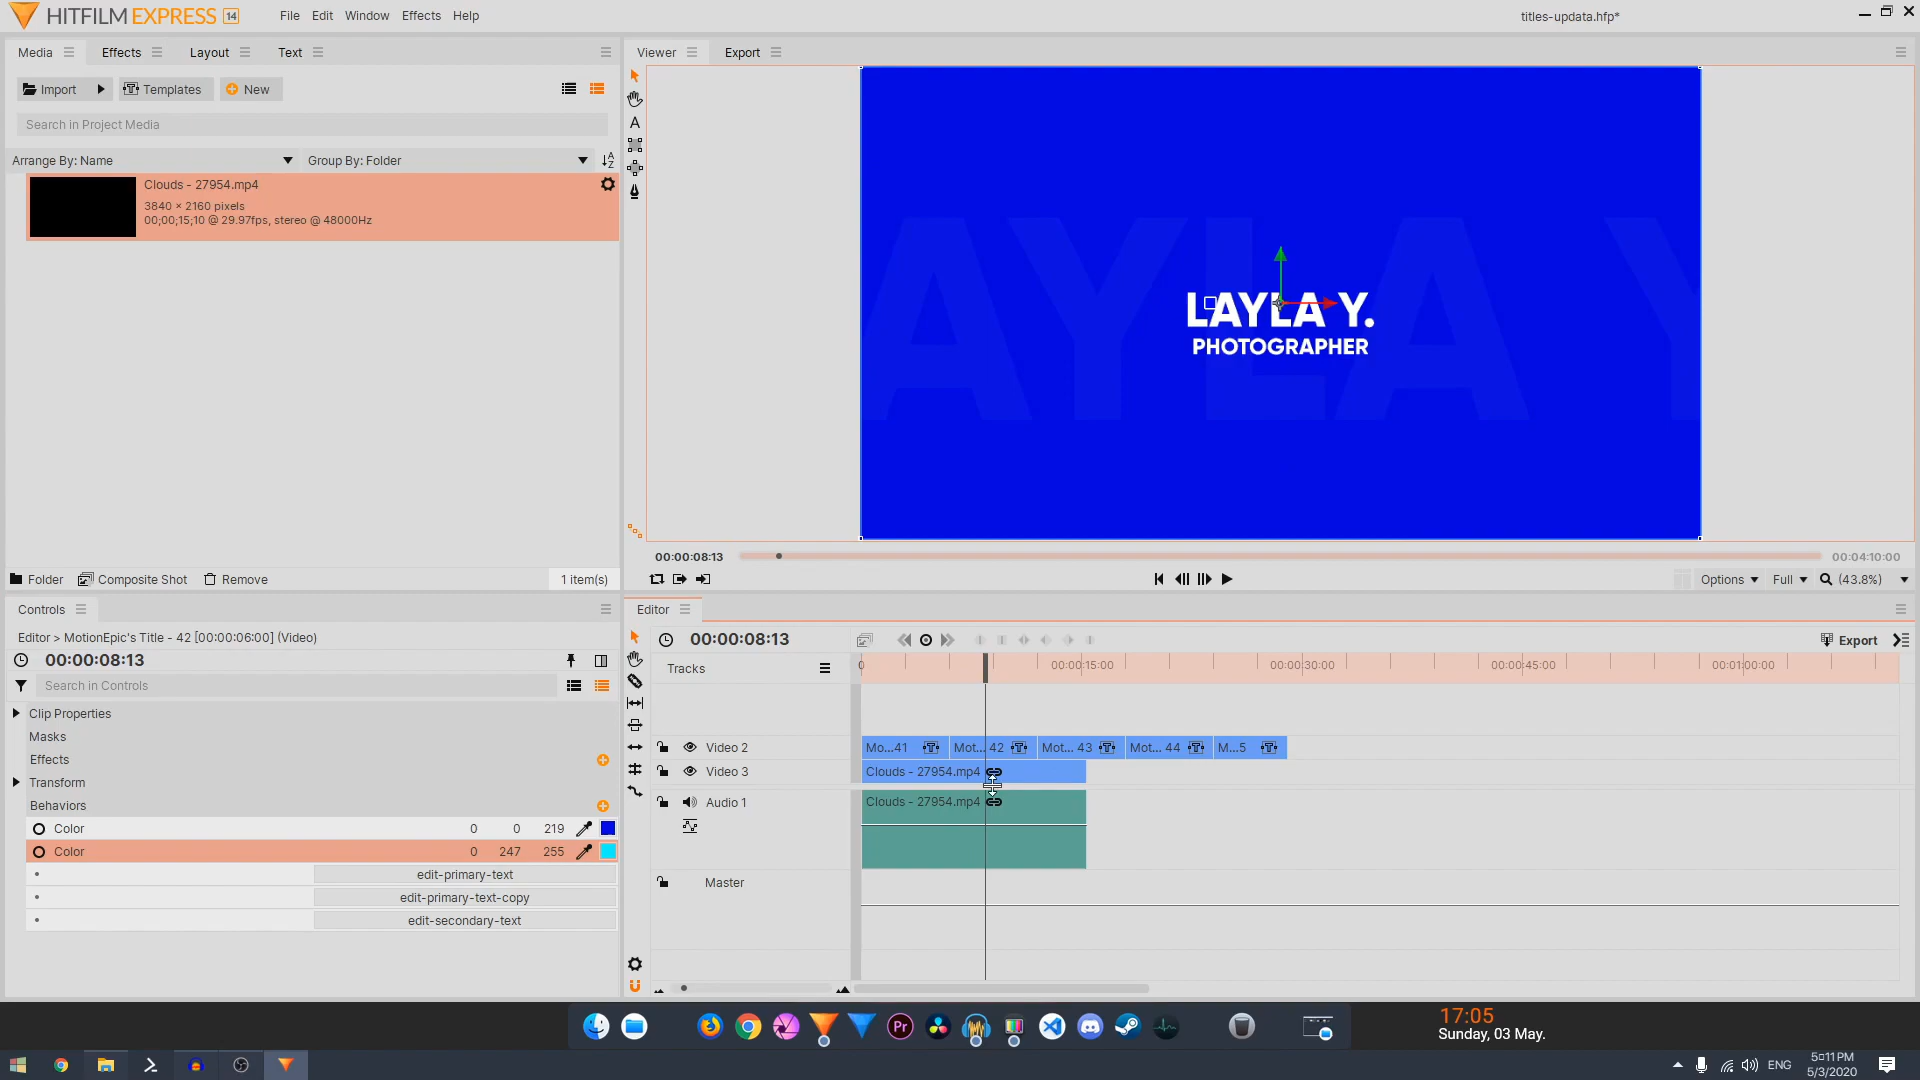 HITFILM EXPRESS 14
File Edit Window Effects Help
titles-updata.hfp*
Media Effects Layout Text
Viewer Export
Import Templates New
Search in Project Media
Arrange By: Name
Group By: Folder
Clouds - 27954.mp4
3840 × 2160 pixels
00;00;15;10 @ 29.97fps, stereo @ 48000Hz
AYLA Y
LAYLA Y.
PHOTOGRAPHER
00:00:08:13
00:04:10:00
Folder Composite Shot Remove 1 item(s)
Options Full (43.8%)
Controls
Editor > MotionEpic's Title - 42 [00:00:06:00] (Video)
00:00:08:13
Search in Controls
Clip Properties
Masks
Effects
Transform
Behaviors
Color 0 0 219
Color 0 247 255
edit-primary-text
edit-primary-text-copy
edit-secondary-text
Editor
00:00:08:13
Export
Tracks
0 00:00:15:00 00:00:30:00 00:00:45:00 00:01:00:00
Video 2 Mo...41 Mot... 42 Mot... 43 Mot... 44 M...5
Video 3 Clouds - 27954.mp4
Audio 1 Clouds - 27954.mp4
Master
Pr
17:05
Sunday, 03 May.
ENG
5:11 PM
5/3/2020